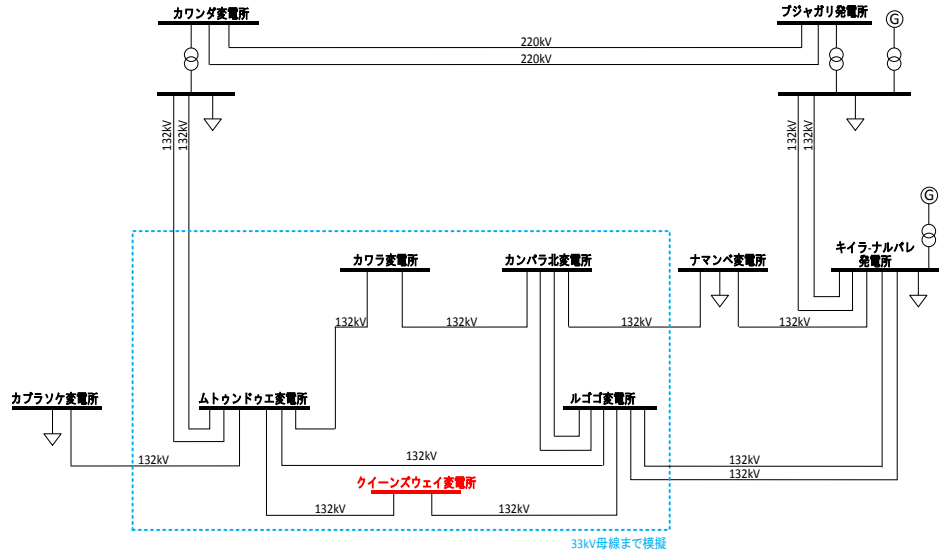 カワンダ変電所
ブジャガリ発電所
G
220kV
220kV
132kV
132kV
132kV
132kV
G
キイラ-ナルバレ
発電所
カワラ変電所
カンパラ北変電所
ナマンベ変電所
132kV
132kV
132kV
132kV
カブラソケ変電所
ムトゥンドゥエ変電所
ルゴゴ変電所
132kV
132kV
132kV
132kV
クイーンズウェイ変電所
132kV
132kV
33kV母線まで模擬